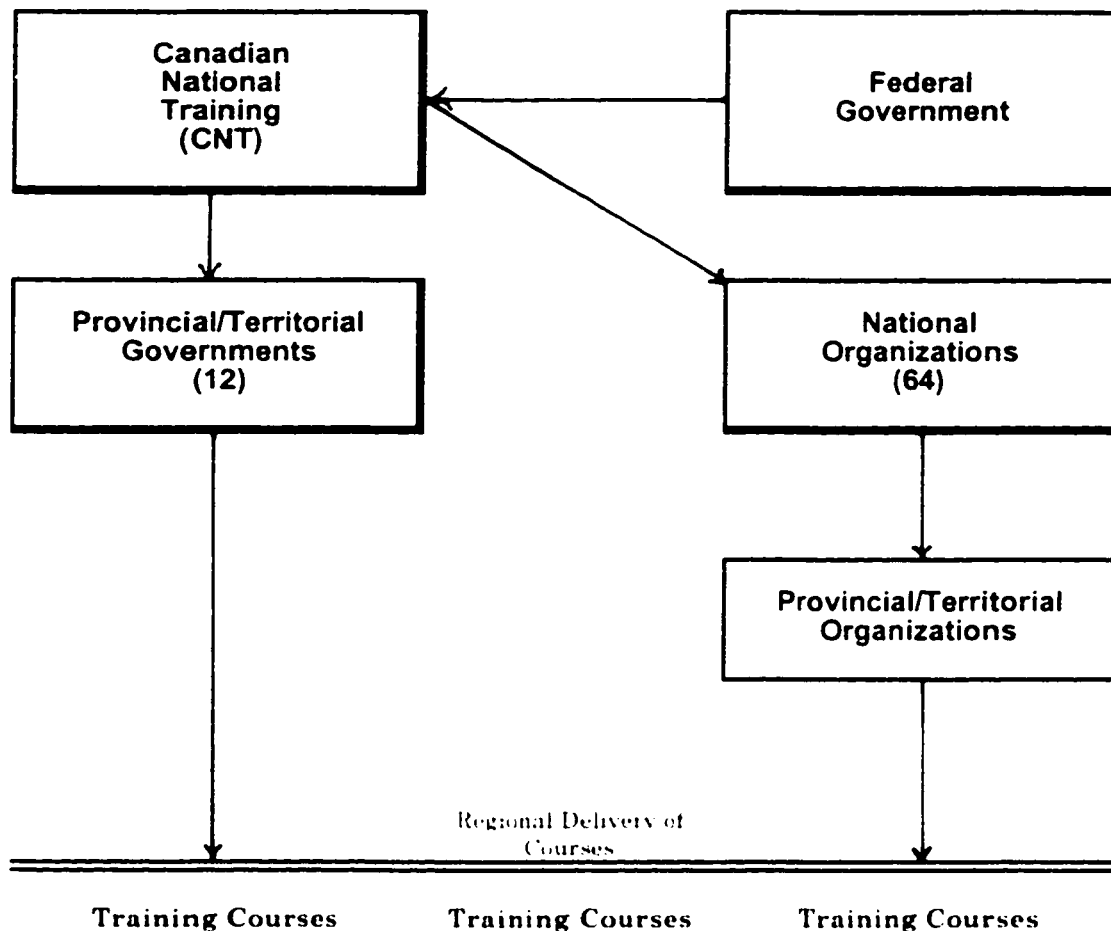 Canadian
National
Training
(CNT)
Federal
Government
Provincial/Territorial
Governments
(12)
National
Organizations
(64)
Provincial/Territorial
Organizations
Regional Delivery of
Courses
Training Courses
Training Courses
Training Courses